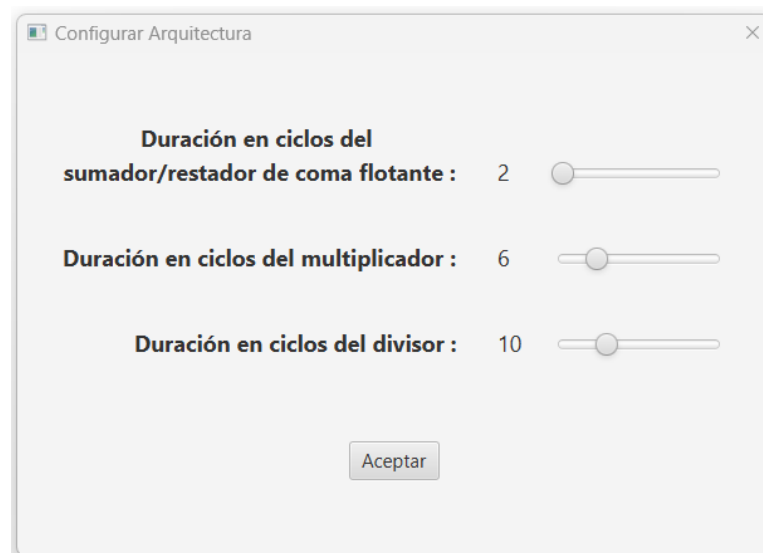 Configurar Arquitectura
Duración en ciclos del
sumador/restador de coma flotante : 2
Duración en ciclos del multiplicador : 6
Duración en ciclos del divisor : 10
Aceptar